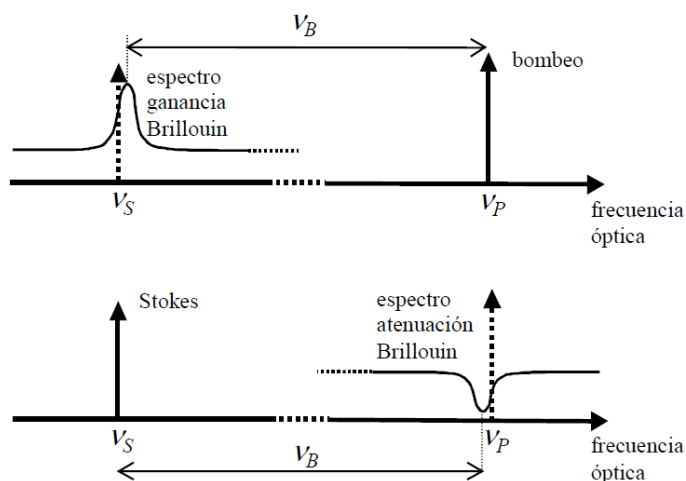 ν_B
espectro
ganancia
Brillouin
bombeo
ν_S
ν_P
frecuencia
óptica
Stokes
espectro
atenuación
Brillouin
ν_S
ν_P
frecuencia
óptica
ν_B